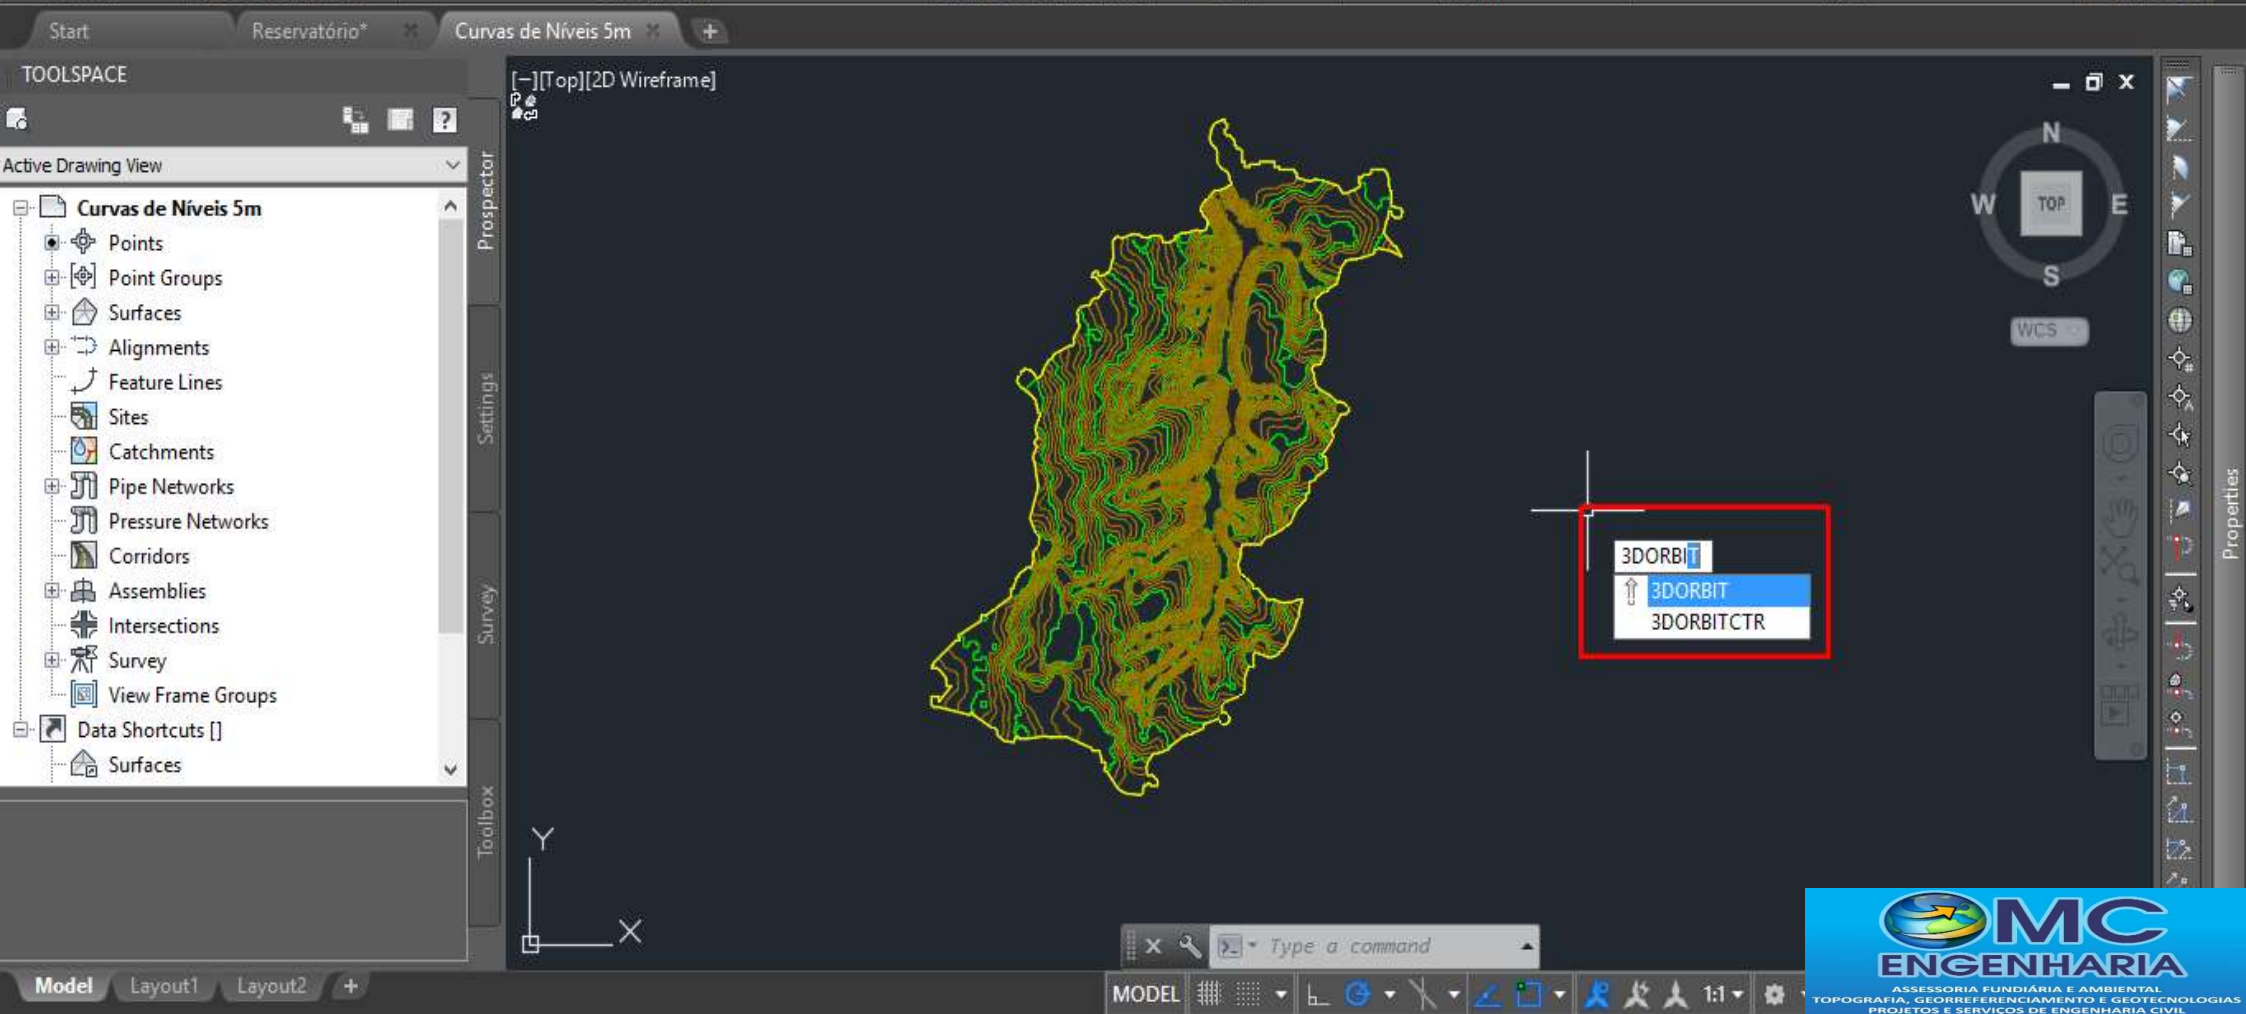 Start
Reservatório*
Curvas de Níveis 5m
TOOLSPACE
Active Drawing View
Curvas de Níveis 5m
Points
Point Groups
Surfaces
Alignments
Feature Lines
Sites
Catchments
Pipe Networks
Pressure Networks
Corridors
Assemblies
Intersections
Survey
View Frame Groups
Data Shortcuts []
Surfaces
Prospector
Settings
Survey
Toolbox
[−][Top][2D Wireframe]
N
W
TOP
E
S
WCS
3DORBIT
3DORBIT
3DORBITCTR
Properties
Y
X
Type a command
Model
Layout1
Layout2
MODEL
1:1
MC
ENGENHARIA
ASSESSORIA FUNDIÁRIA E AMBIENTAL
TOPOGRAFIA, GEORREFERENCIAMENTO E GEOTECNOLOGIAS
PROJETOS E SERVIÇOS DE ENGENHARIA CIVIL